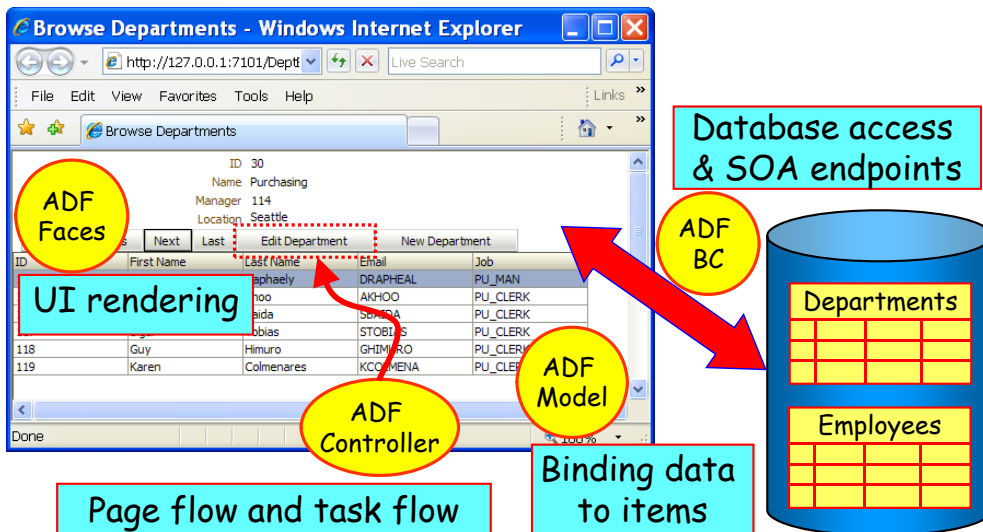 Browse Departments - Windows Internet Explorer
http://127.0.0.1:7101/Dept
Live Search
File Edit View Favorites Tools Help
Links »
Browse Departments
»
ID 30
Name Purchasing
Manager 114
Location Seattle
Next Last Edit Department New Department
ID First Name Last Name Email Job
DRAPHEAL PU_MAN
AKHOO PU_CLERK
PU_CLERK
PU_CLERK
118 Guy Himuro PU_CLERK
119 Karen Colmenares
Done
ADF
Faces
UI rendering
ADF
Controller
Page flow and task flow
ADF
Model
Binding data
to items
ADF
BC
Database access
& SOA endpoints
Departments
Employees